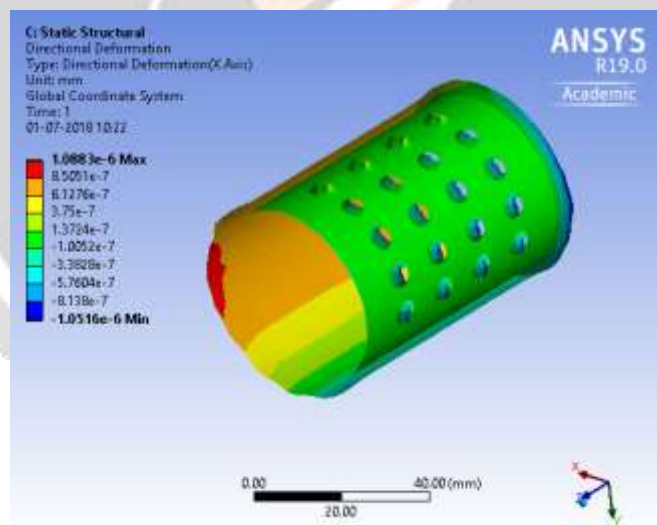 C: Static Structural
Directional Deformation
Type: Directional Deformation(X Axis)
Unit: mm
Global Coordinate System
Time: 1
01-07-2018 10:22
ANSYS
R19.0
Academic
1.0883e-6 Max
8.5051e-7
6.1276e-7
3.75e-7
1.3724e-7
-1.0052e-7
-3.3828e-7
-5.7604e-7
-8.138e-7
-1.0516e-6 Min
0.00
40.00 (mm)
20.00
X